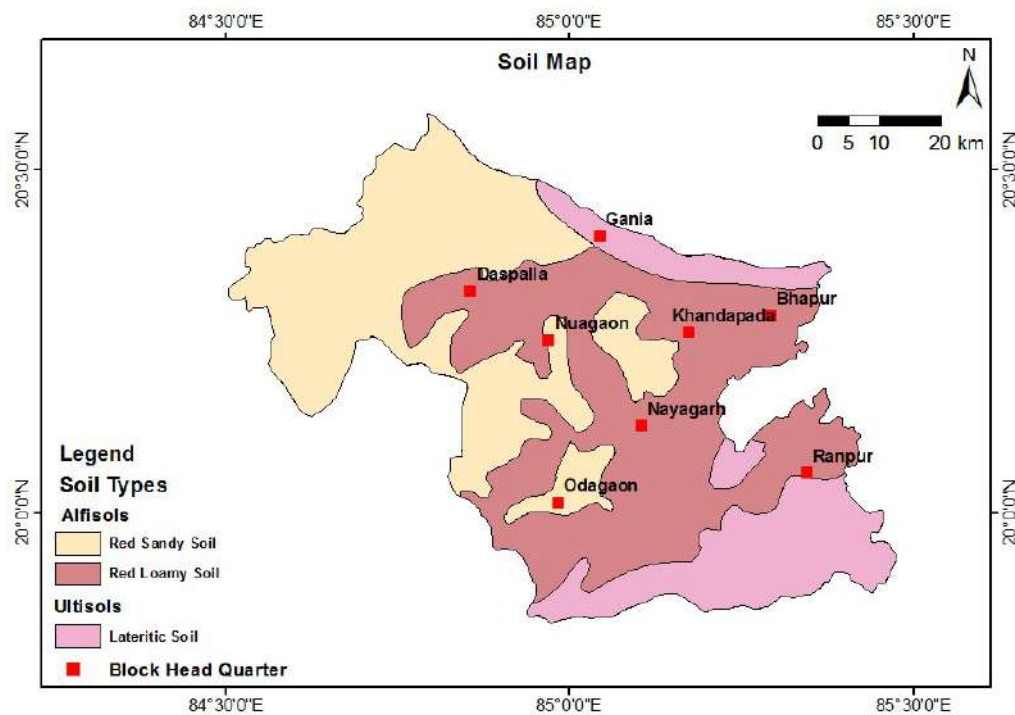 84°30'0"E 85°0'0"E 85°30'0"E
Soil Map
N
0 5 10 20 km
20°30'0"N
20°30'0"N
Gania
Daspalla
Bhapur
Khandapada
Nuagaon
Nayagarh
Ranpur
Odagaon
20°0'0"N
20°0'0"N
Legend
Soil Types
Alfisols
Red Sandy Soil
Red Loamy Soil
Ultisols
Lateritic Soil
Block Head Quarter
84°30'0"E 85°0'0"E 85°30'0"E